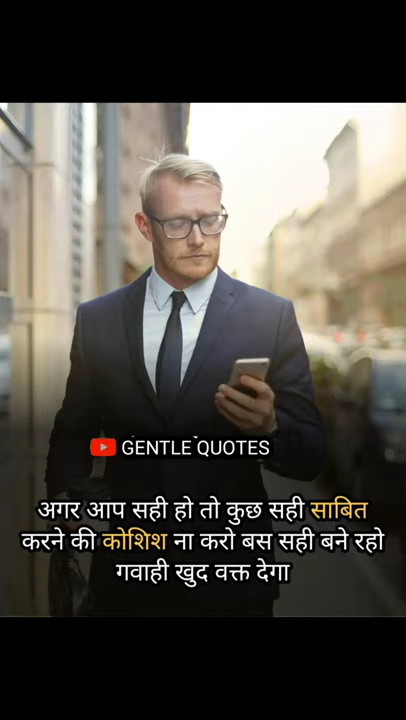 GENTLE QUOTES
अगर आप सही हो तो कुछ सही साबित
करने की कोशिश ना करो बस सही बने रहो
गवाही खुद वक्त देगा